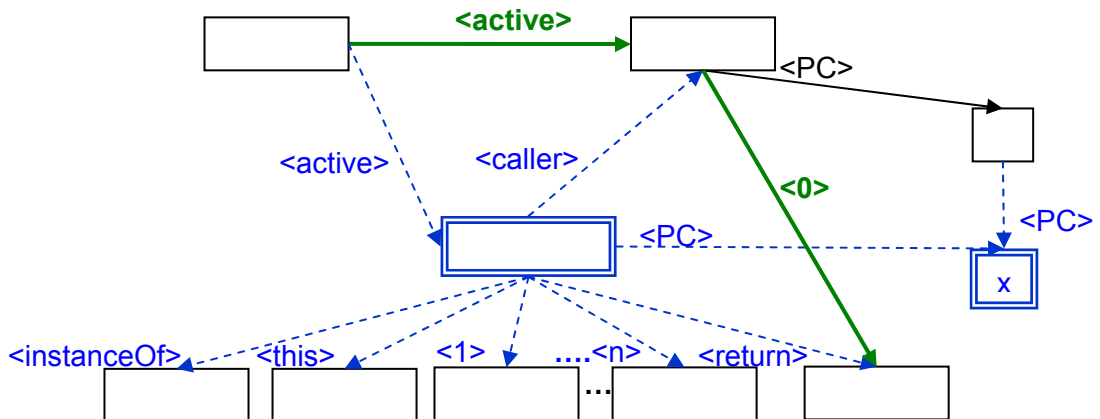 <active>
<PC>
<active>
<caller>
<0>
<PC>
<PC>
x
<instanceOf>
<this>
<1>
....<n>
<return>
...